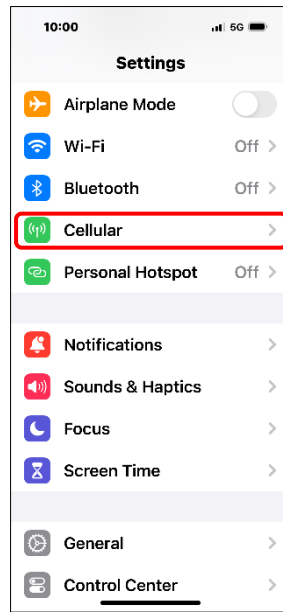 10:00 5G
Settings
Airplane Mode
Wi-Fi Off
Bluetooth Off
Cellular
Personal Hotspot Off
Notifications
Sounds & Haptics
Focus
Screen Time
General
Control Center